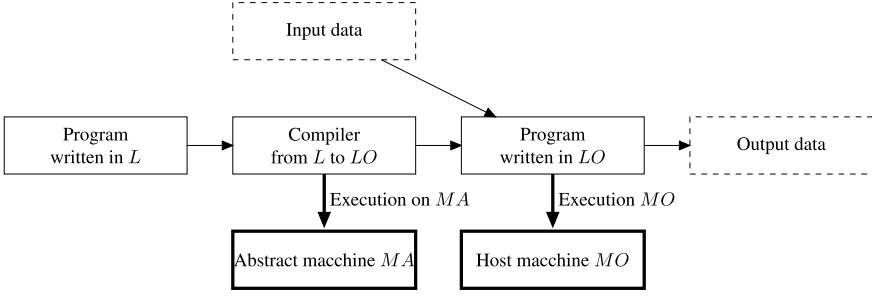 Input data
Program
written in L
Compiler
from L to LO
Program
written in LO
Output data
Execution on MA
Execution MO
Abstract macchine MA
Host macchine MO